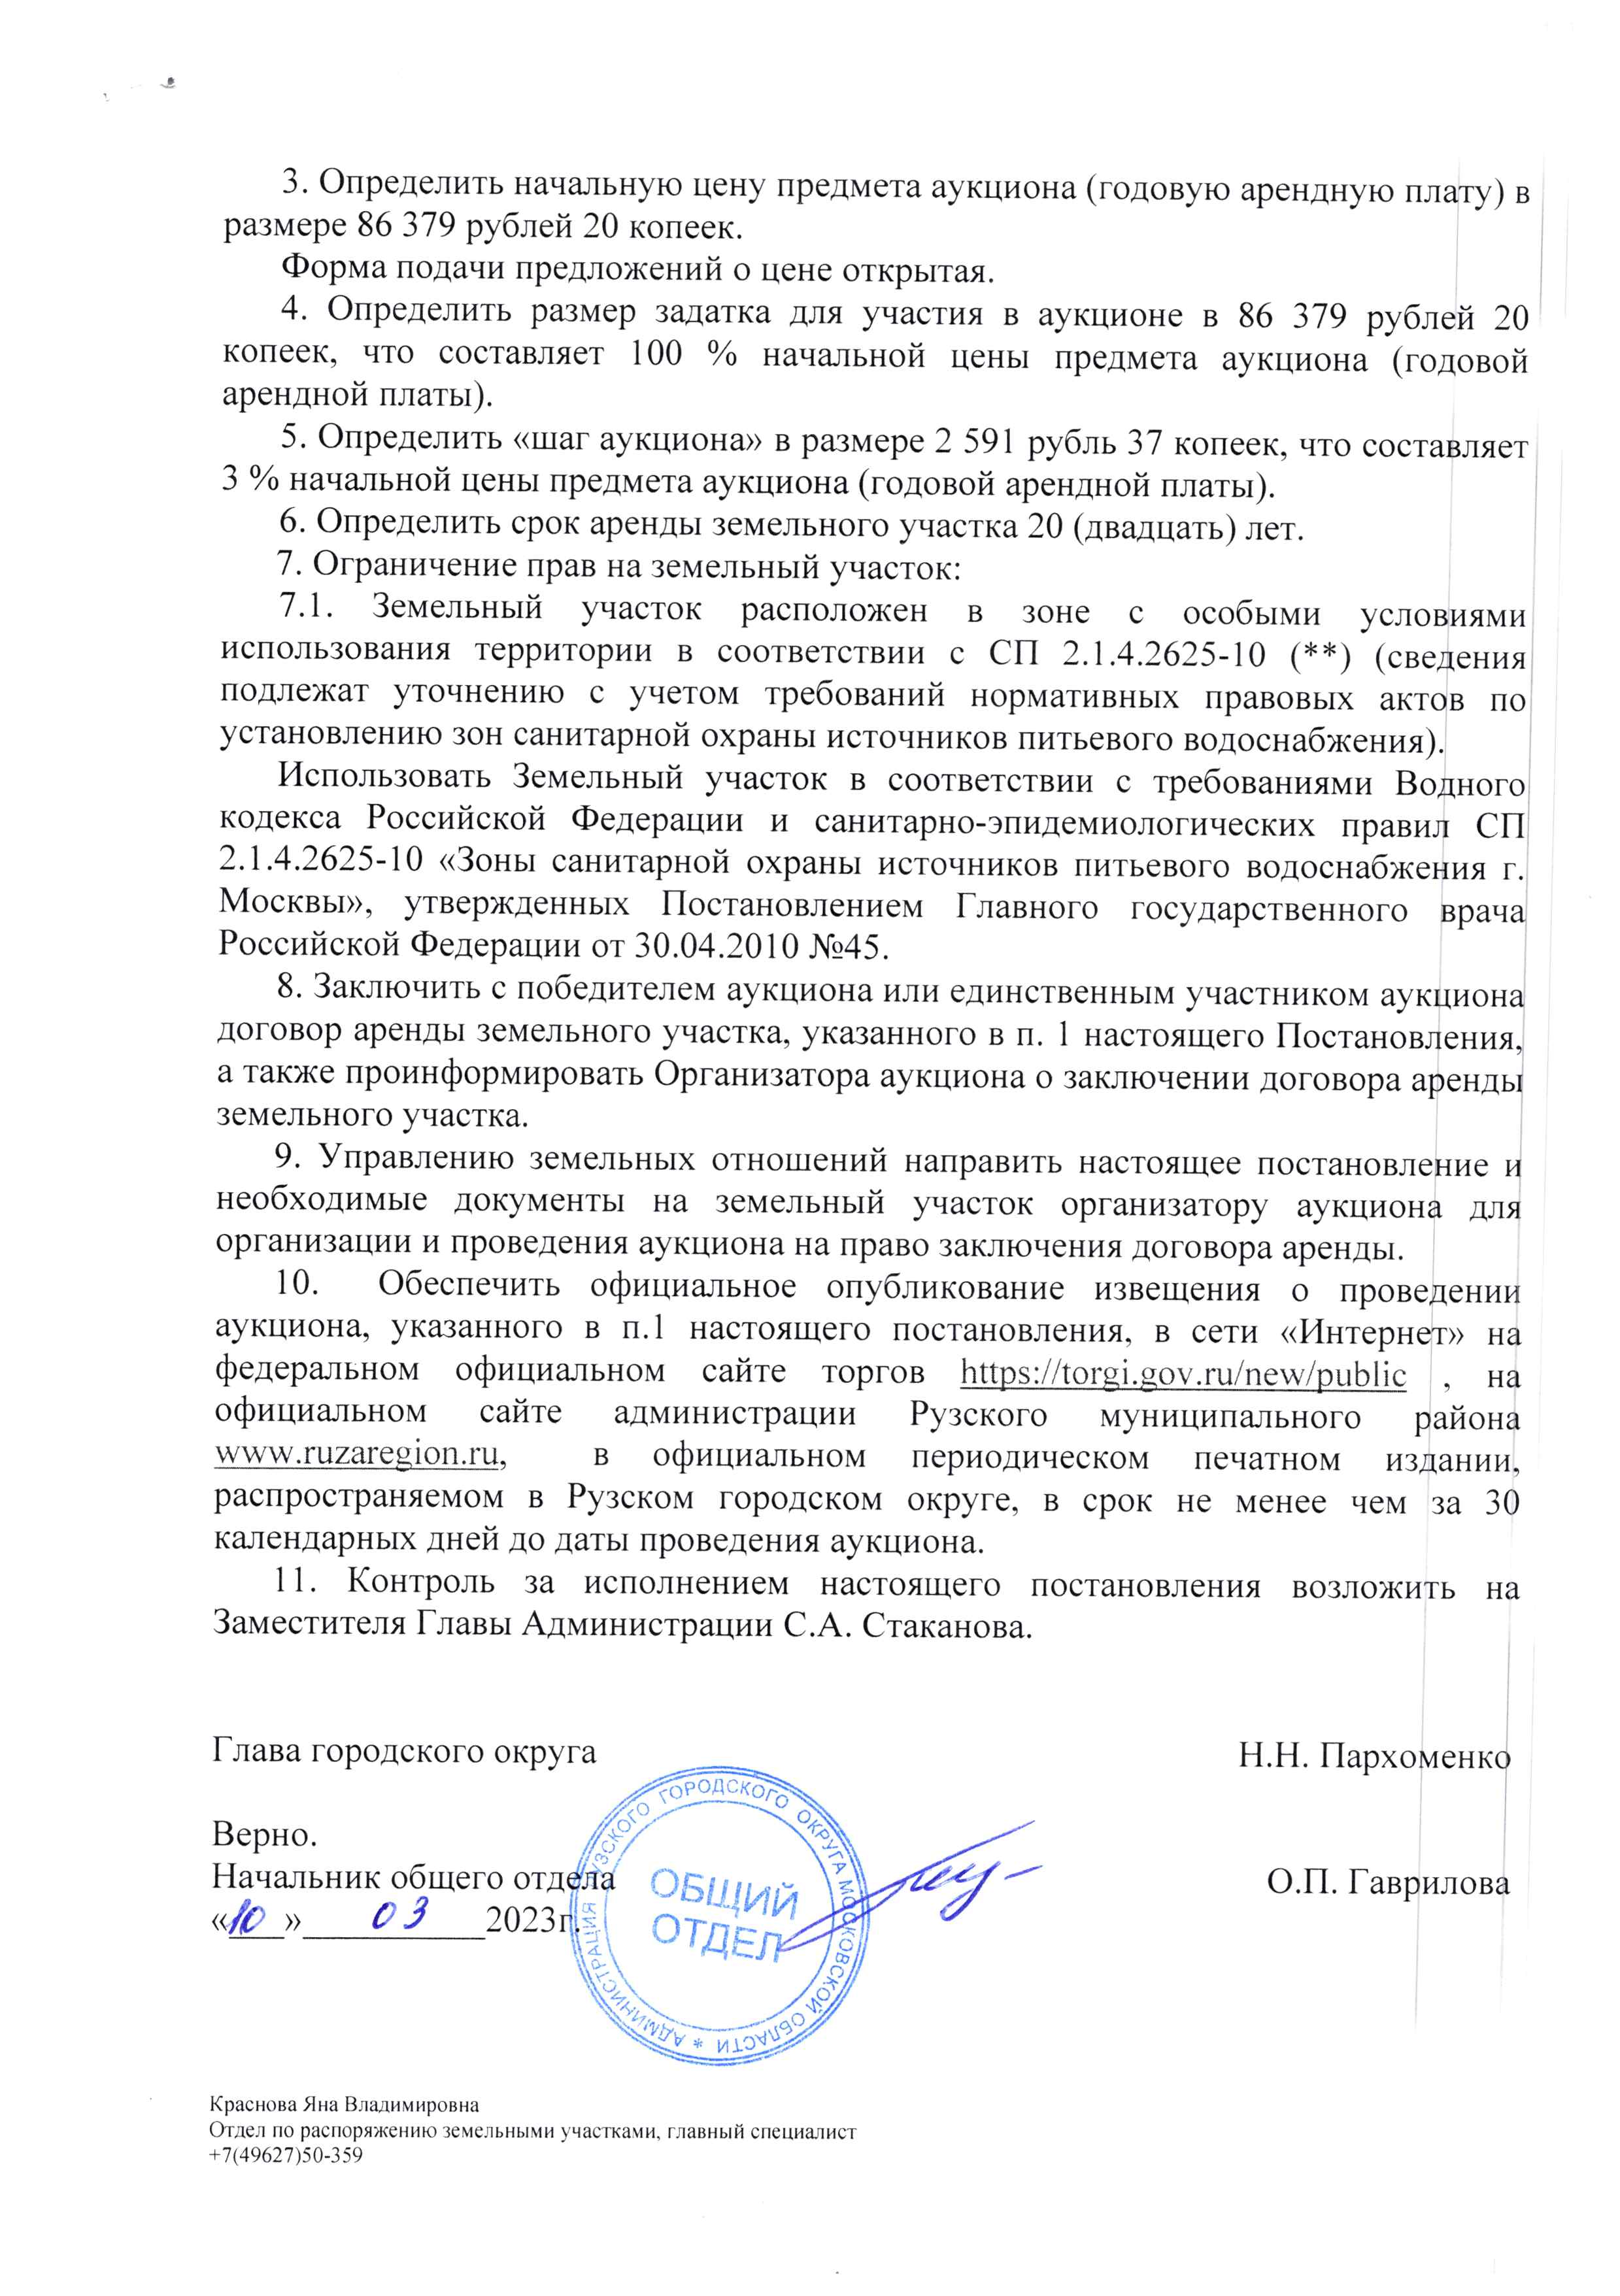 3. Определить начальную цену предмета аукциона (годовую арендную плату) в
размере 86 379 рублей 20 копеек.
Форма подачи предложений о цене открытая.
4. Определить размер задатка для участия в аукционе в 86 379 рублей 20
копеек, что составляет 100 % начальной цены предмета аукциона (годовой
арендной платы).
5. Определить «шаг аукциона» в размере 2 591 рубль 37 копеек, что составляет
3 % начальной цены предмета аукциона (годовой арендной платы).
6. Определить срок аренды земельного участка 20 (двадцать) лет.
7. Ограничение прав на земельный участок:
7.1. Земельный участок расположен в зоне с особыми условиями
использования территории в соответствии с СП 2.1.4.2625-10 (**) (сведения
подлежат уточнению с учетом требований нормативных правовых актов по
установлению зон санитарной охраны источников питьевого водоснабжения).
Использовать Земельный участок в соответствии с требованиями Водного
кодекса Российской Федерации и санитарно-эпидемиологических правил СП
2.1.4.2625-10 «Зоны санитарной охраны источников питьевого водоснабжения г.
Москвы», утвержденных Постановлением Главного государственного врача
Российской Федерации от 30.04.2010 №45.
8. Заключить с победителем аукциона или единственным участником аукциона
договор аренды земельного участка, указанного в п. 1 настоящего Постановления,
а также проинформировать Организатора аукциона о заключении договора аренды
земельного участка.
9. Управлению земельных отношений направить настоящее постановление и
необходимые документы на земельный участок организатору аукциона для
организации и проведения аукциона на право заключения договора аренды.
10. Обеспечить официальное опубликование извещения о проведении
аукциона, указанного в п.1 настоящего постановления, в сети «Интернет» на
федеральном официальном сайте торгов https://torgi.gov.ru/new/public , на
официальном сайте администрации Рузского муниципального района
www.ruzaregion.ru, в официальном периодическом печатном издании,
распространяемом в Рузском городском округе, в срок не менее чем за 30
календарных дней до даты проведения аукциона.
11. Контроль за исполнением настоящего постановления возложить на
Заместителя Главы Администрации С.А. Стаканова.
Глава городского округа Н.Н. Пархоменко
Верно.
Начальник общего отдела О.П. Гаврилова
«10» 03 2023г.
АДМИНИСТРАЦИЯ РУЗСКОГО ГОРОДСКОГО ОКРУГА МОСКОВСКОЙ ОБЛАСТИ *
ОБЩИЙ
ОТДЕЛ
Краснова Яна Владимировна
Отдел по распоряжению земельными участками, главный специалист
+7(49627)50-359